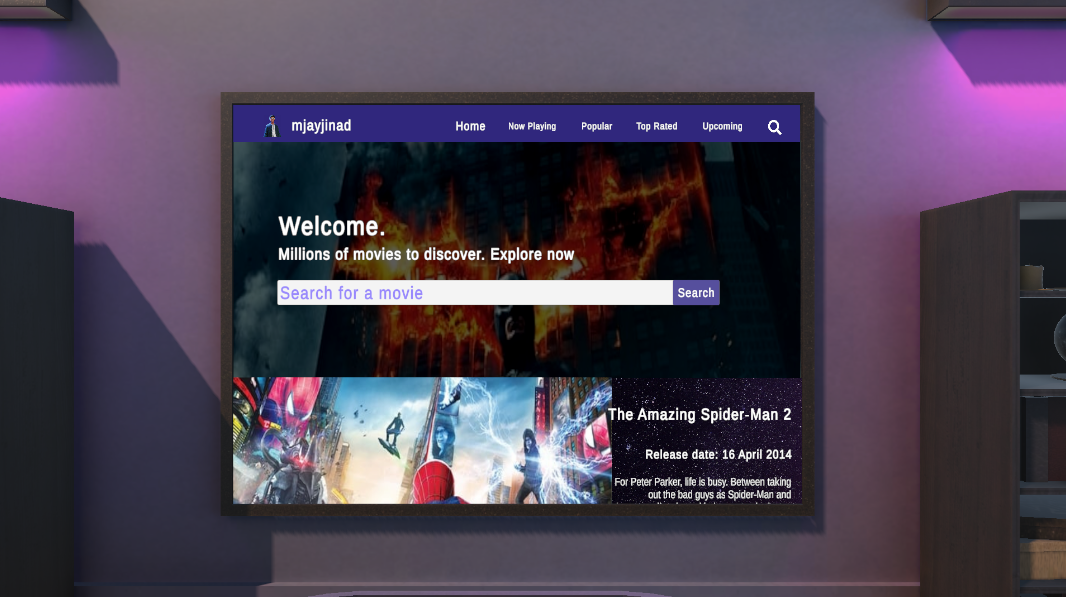 mjayjinad
Home Now Playing Popular Top Rated Upcoming
Welcome.
Millions of movies to discover. Explore now
Search for a movie Search
The Amazing Spider-Man 2
Release date: 16 April 2014
For Peter Parker, life is busy. Between taking
out the bad guys as Spider-Man and